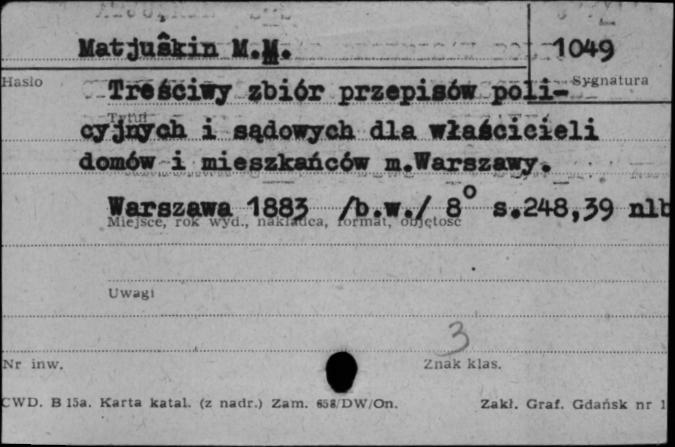 Matjuškin M.M. 1049
Hasło Sygnatura
Treściwy zbiór przepisów poli-
Tytuł
cyjnych i sądowych dla właścicieli
domów i mieszkańców m.Warszawy.
Warszawa 1883 /b.w./ 8° s.248,39 nlb
Miejsce, rok wyd., nakładca, format, objętość
Uwagi
3
Nr inw. Znak klas.
CWD. B 15a. Karta katal. (z nadr.) Zam. 658/DW/On. Zakł. Graf. Gdańsk nr 1